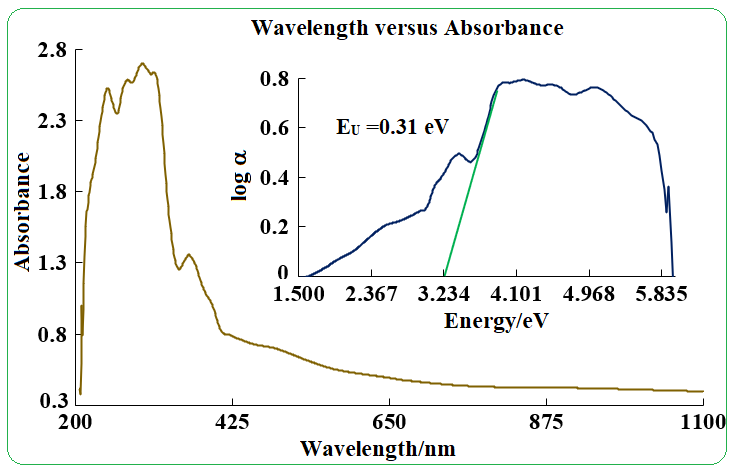 Wavelength versus Absorbance
2.8
2.3
1.8
1.3
0.8
0.3
Absorbance
200 425 650 875 1100
Wavelength/nm
0.8
0.6
0.4
0.2
0
log α
E_U =0.31 eV
1.500 2.367 3.234 4.101 4.968 5.835
Energy/eV